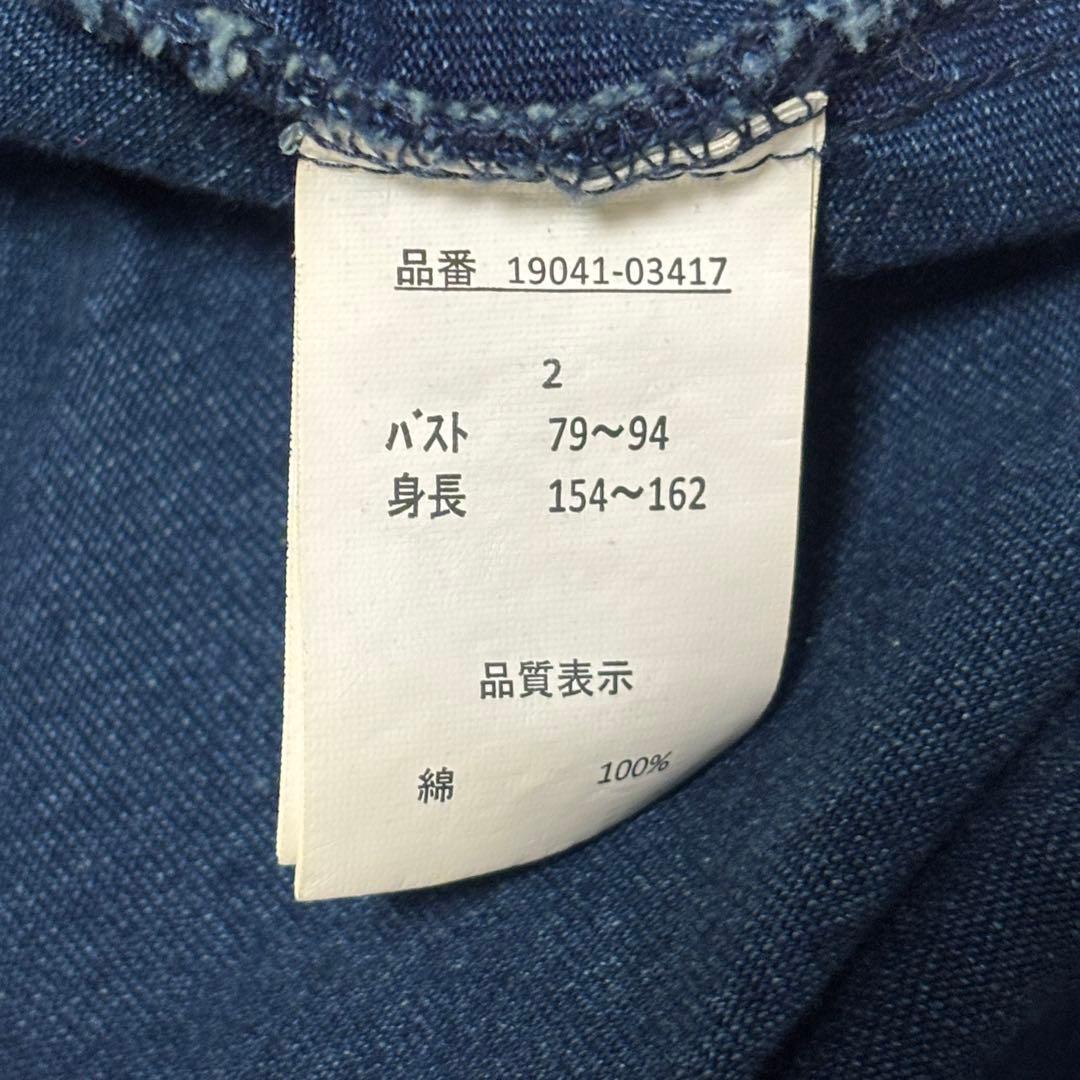 品番 19041-03417
2
ﾊﾞｽﾄ 79～94
身長 154～162
品質表示
綿 100%